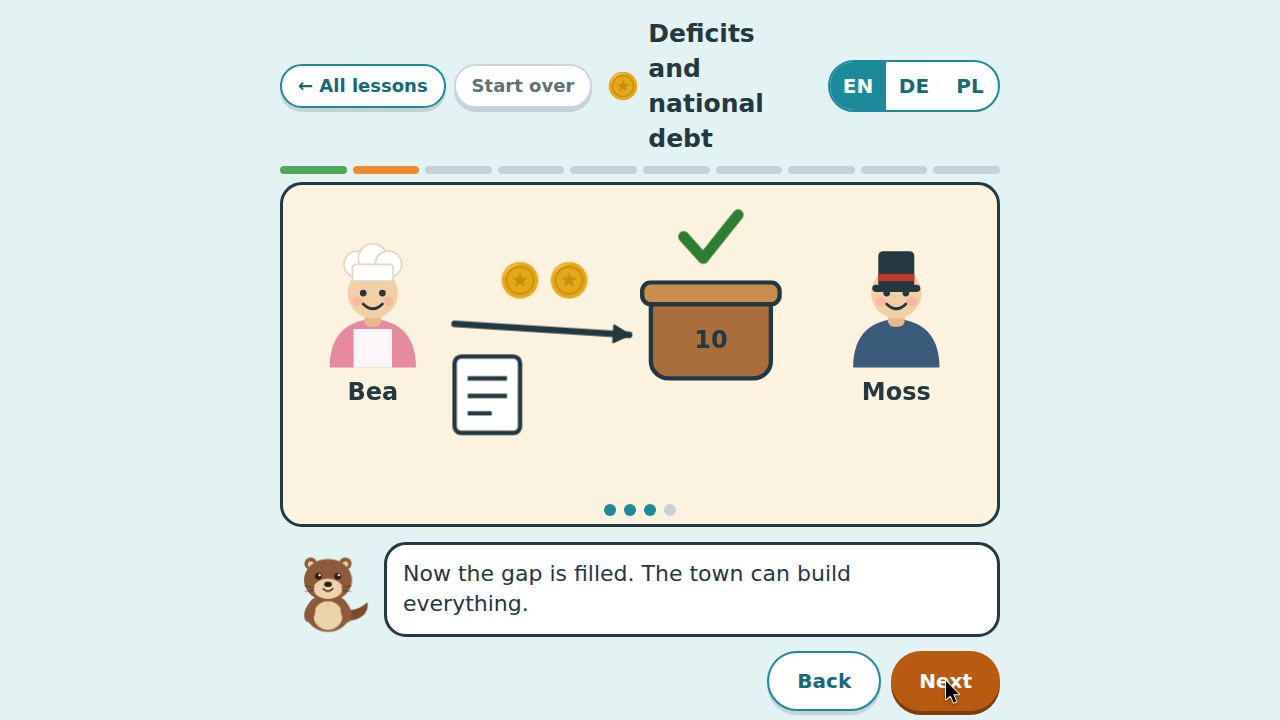 ← All lessons
Start over
Deficits
and
national
debt
EN DE PL
10
Bea
Moss
Now the gap is filled. The town can build
everything.
Back
Next